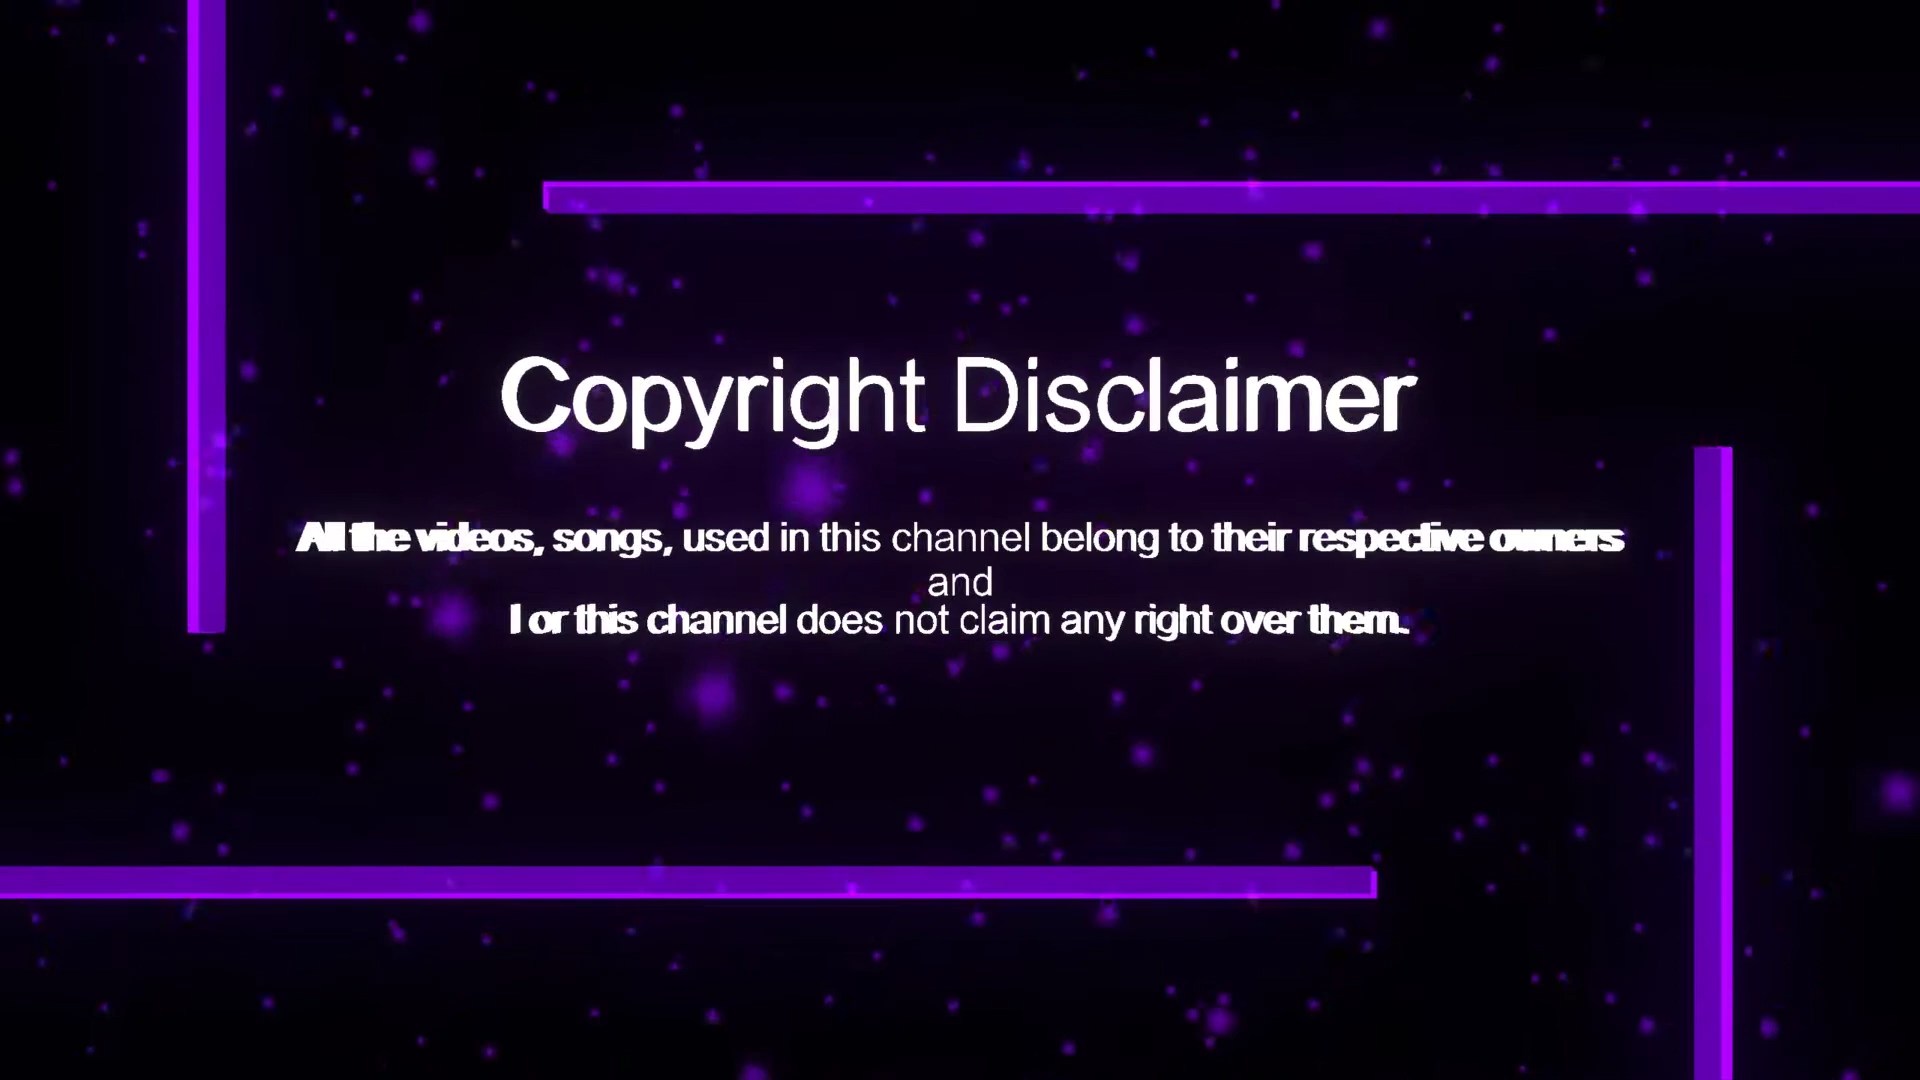 Copyright Disclaimer
All the videos, songs, used in this channel belong to their respective owners
and
I or this channel does not claim any right over them.